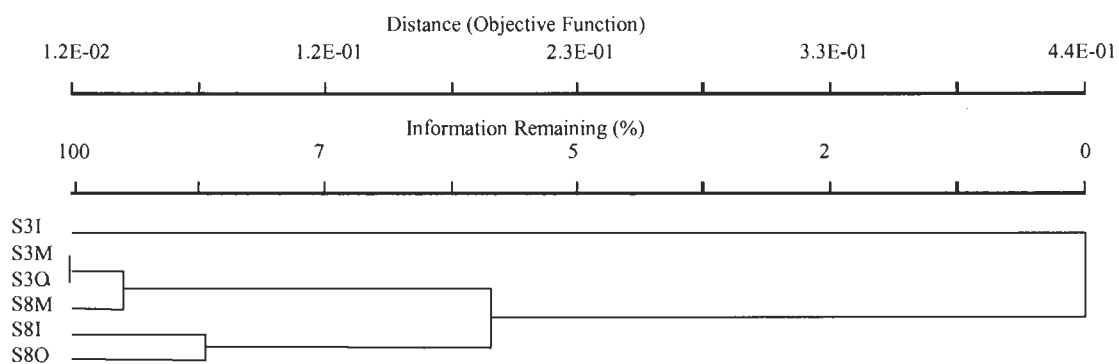 Distance (Objective Function)
1.2E-02 1.2E-01 2.3E-01 3.3E-01 4.4E-01
Information Remaining (%)
100 7 5 2 0
S3I
S3M
S3O
S8M
S8I
S8O